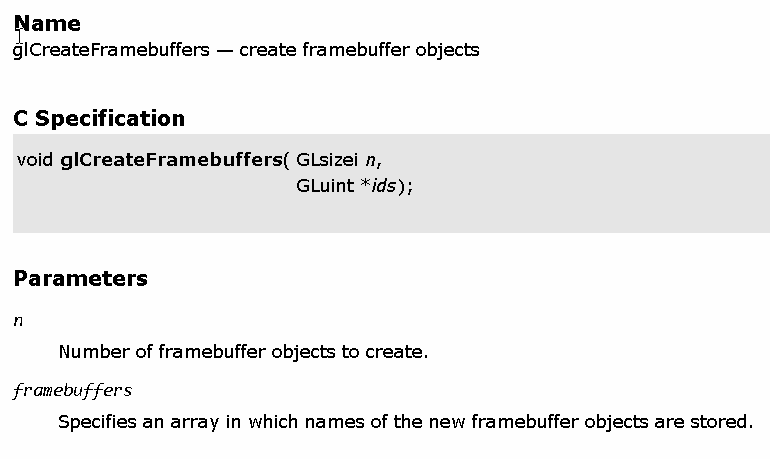 Name
glCreateFramebuffers — create framebuffer objects
C Specification
void glCreateFramebuffers( GLsizei n,
GLuint *ids);
Parameters
n
Number of framebuffer objects to create.
framebuffers
Specifies an array in which names of the new framebuffer objects are stored.